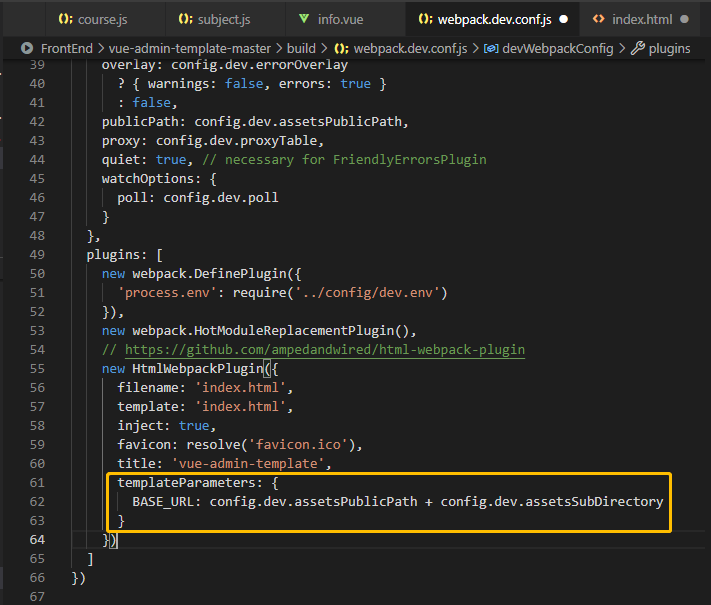 course.js subject.js info.vue webpack.dev.conf.js index.html
FrontEnd > vue-admin-template-master > build > webpack.dev.conf.js > devWebpackConfig > plugins
39 overlay: config.dev.errorOverlay
40 ? { warnings: false, errors: true }
41 : false,
42 publicPath: config.dev.assetsPublicPath,
43 proxy: config.dev.proxyTable,
44 quiet: true, // necessary for FriendlyErrorsPlugin
45 watchOptions: {
46 poll: config.dev.poll
47 }
48 },
49 plugins: [
50 new webpack.DefinePlugin({
51 'process.env': require('../config/dev.env')
52 }),
53 new webpack.HotModuleReplacementPlugin(),
54 // https://github.com/ampedandwired/html-webpack-plugin
55 new HtmlWebpackPlugin({
56 filename: 'index.html',
57 template: 'index.html',
58 inject: true,
59 favicon: resolve('favicon.ico'),
60 title: 'vue-admin-template',
61 templateParameters: {
62 BASE_URL: config.dev.assetsPublicPath + config.dev.assetsSubDirectory
63 }
64 })
65 ]
66 })
67